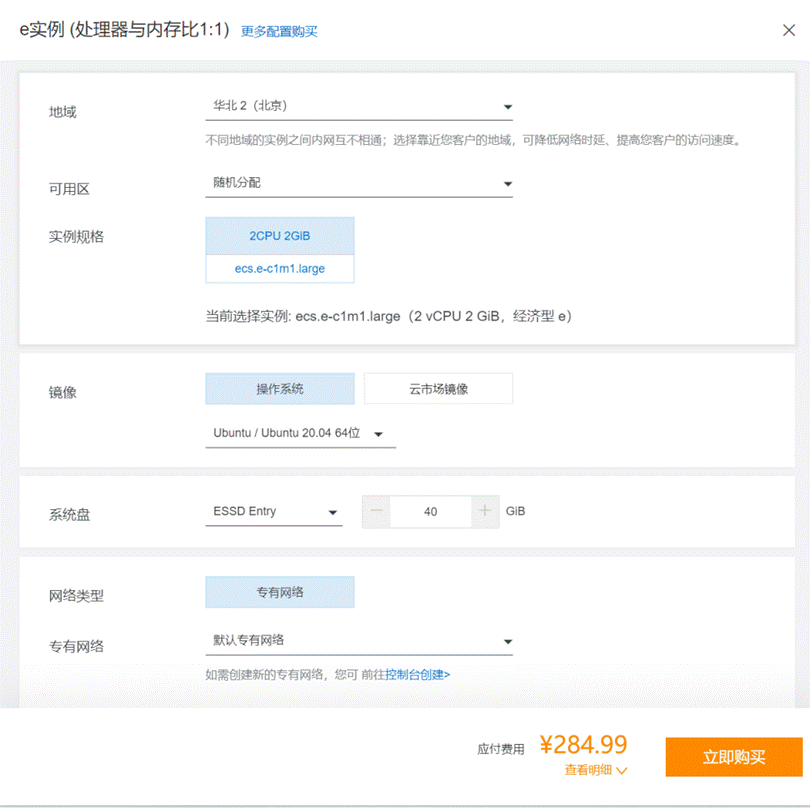 e实例 (处理器与内存比1:1) 更多配置购买
地域 华北 2（北京）
不同地域的实例之间内网互不相通；选择靠近您客户的地域，可降低网络时延、提高您客户的访问速度。
可用区 随机分配
实例规格 2CPU 2GiB
ecs.e-c1m1.large
当前选择实例: ecs.e-c1m1.large（2 vCPU 2 GiB，经济型 e）
镜像 操作系统 云市场镜像
Ubuntu / Ubuntu 20.04 64位
系统盘 ESSD Entry 40 GiB
网络类型 专有网络
专有网络 默认专有网络
如需创建新的专有网络，您可 前往控制台创建>
应付费用 ¥284.99 立即购买
查看明细